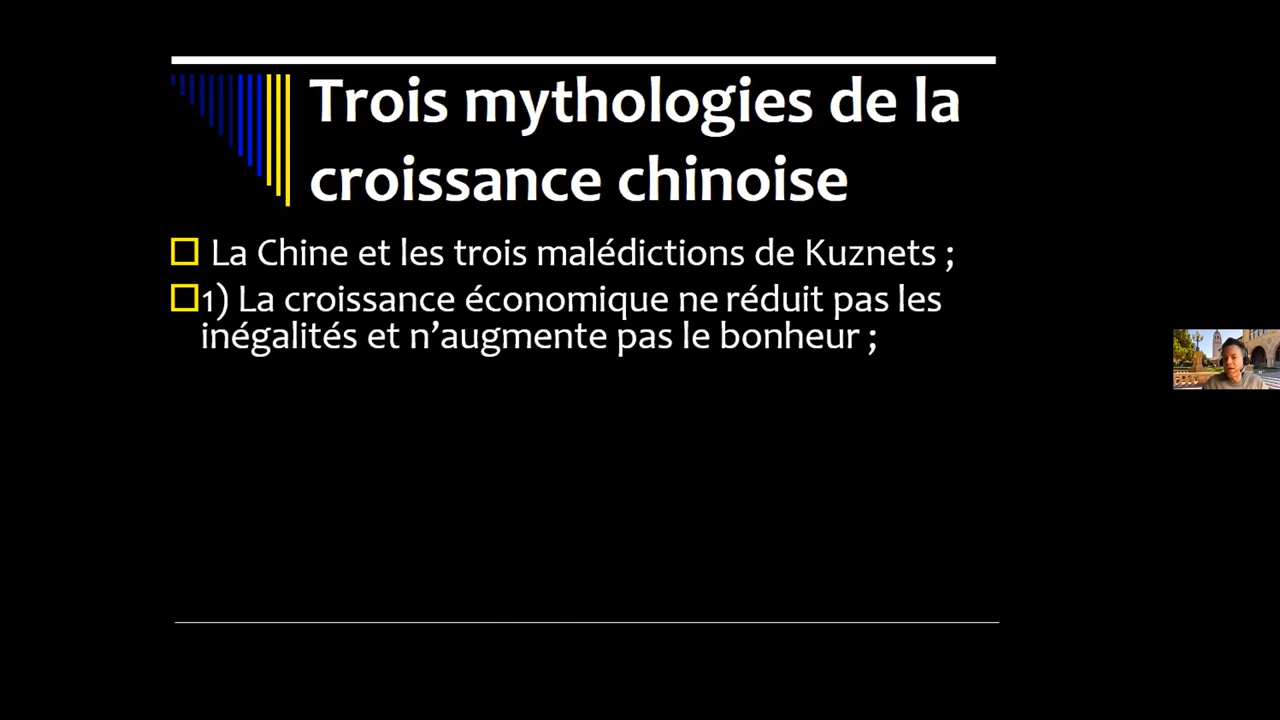 Trois mythologies de la
croissance chinoise
La Chine et les trois malédictions de Kuznets ;
1) La croissance économique ne réduit pas les
inégalités et n’augmente pas le bonheur ;